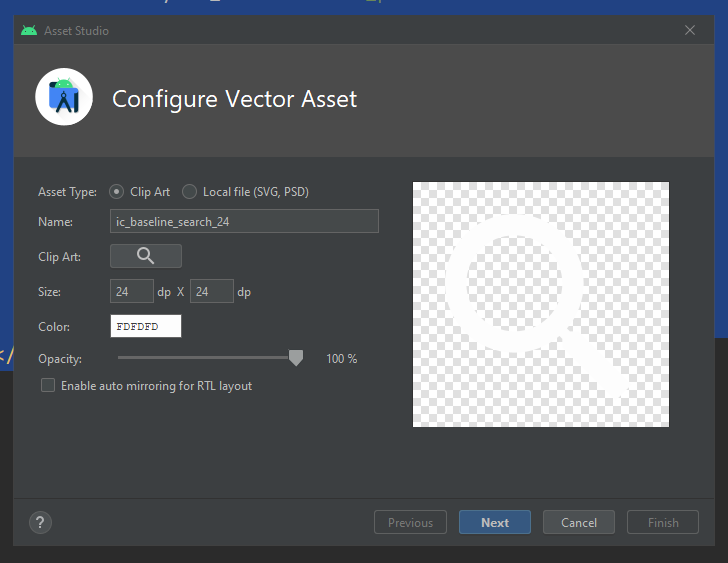 Asset Studio
Configure Vector Asset
Asset Type: Clip Art Local file (SVG, PSD)
Name: ic_baseline_search_24
Clip Art:
Size: 24 dp X 24 dp
Color: FDFDFD
Opacity: 100 %
Enable auto mirroring for RTL layout
</
? Previous Next Cancel Finish